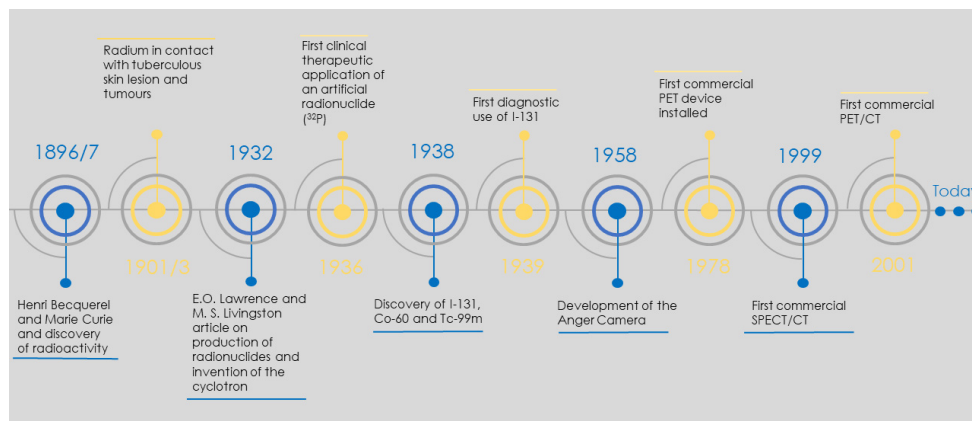 Radium in contact
with tuberculous
skin lesion and
tumours
First clinical
therapeutic
application of
an artificial
radionuclide
(³²P)
First diagnostic
use of I-131
First commercial
PET device
installed
First commercial
PET/CT
1896/7
1932
1938
1958
1999
Today
1901/3
1936
1939
1978
2001
Henri Becquerel
and Marie Curie
and discovery
of radioactivity
E.O. Lawrence and
M. S. Livingston
article on
production of
radionuclides and
invention of the
cyclotron
Discovery of I-131,
Co-60 and Tc-99m
Development of the
Anger Camera
First commercial
SPECT/CT